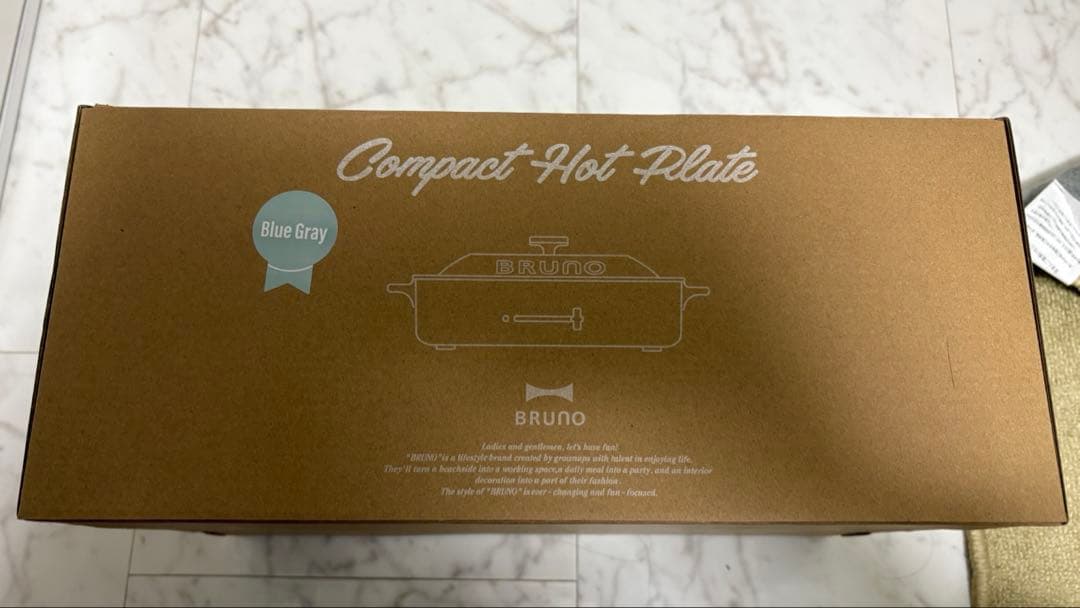 Compact Hot Plate
Blue Gray
BRUNO
BRUNO
Ladies and gentlemen, let's have fun!
"BRUNO" is a lifestyle brand created by grownups with talent in enjoying life.
They'll turn a beachside into a working space, a daily meal into a party, and an interior
decoration into a part of their fashion.
The style of "BRUNO" is ever - changing and fun - focused.